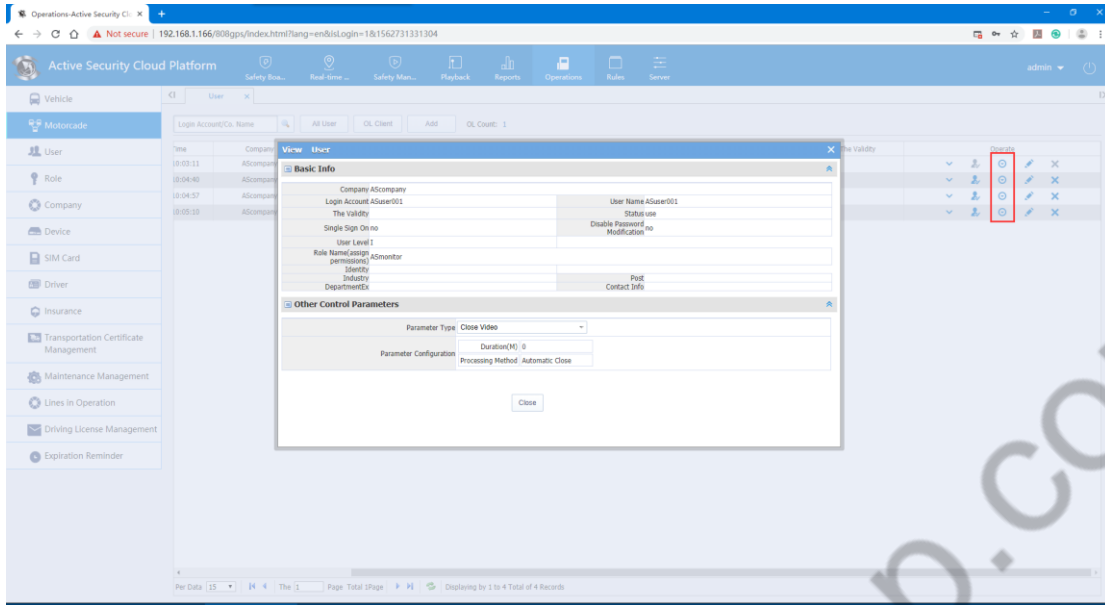 Operations-Active Security Cl
Not secure | 192.168.1.166/808gps/index.html?lang=en&isLogin=1&1562731331304
Active Security Cloud Platform
Safety Boa...
Real-time ...
Safety Man...
Playback
Reports
Operations
Rules
Server
admin
Vehicle
Motorcade
User
Role
Company
Device
SIM Card
Driver
Insurance
Transportation Certificate
Management
Maintenance Management
Lines in Operation
Driving License Management
Expiration Reminder
User
Login Account/Co. Name
All User
OL Client
Add
OL Count: 1
Time
Company
The Validity
Operate
10:03:11 AScompan
10:04:40 AScompan
10:04:57 AScompan
10:05:10 AScompan
View User
Basic Info
Company AScompany
Login Account ASuser001 User Name ASuser001
The Validity Status use
Single Sign On no Disable Password
Modification no
User Level 1
Role Name(assign
permissions) ASmonitor
Identity
Industry Post
DepartmentEx Contact Info
Other Control Parameters
Parameter Type Close Video
Parameter Configuration
Duration(M) 0
Processing Method Automatic Close
Close
Per Data 15 The 1 Page Total 1Page Displaying by 1 to 4 Total of 4 Records
p.co